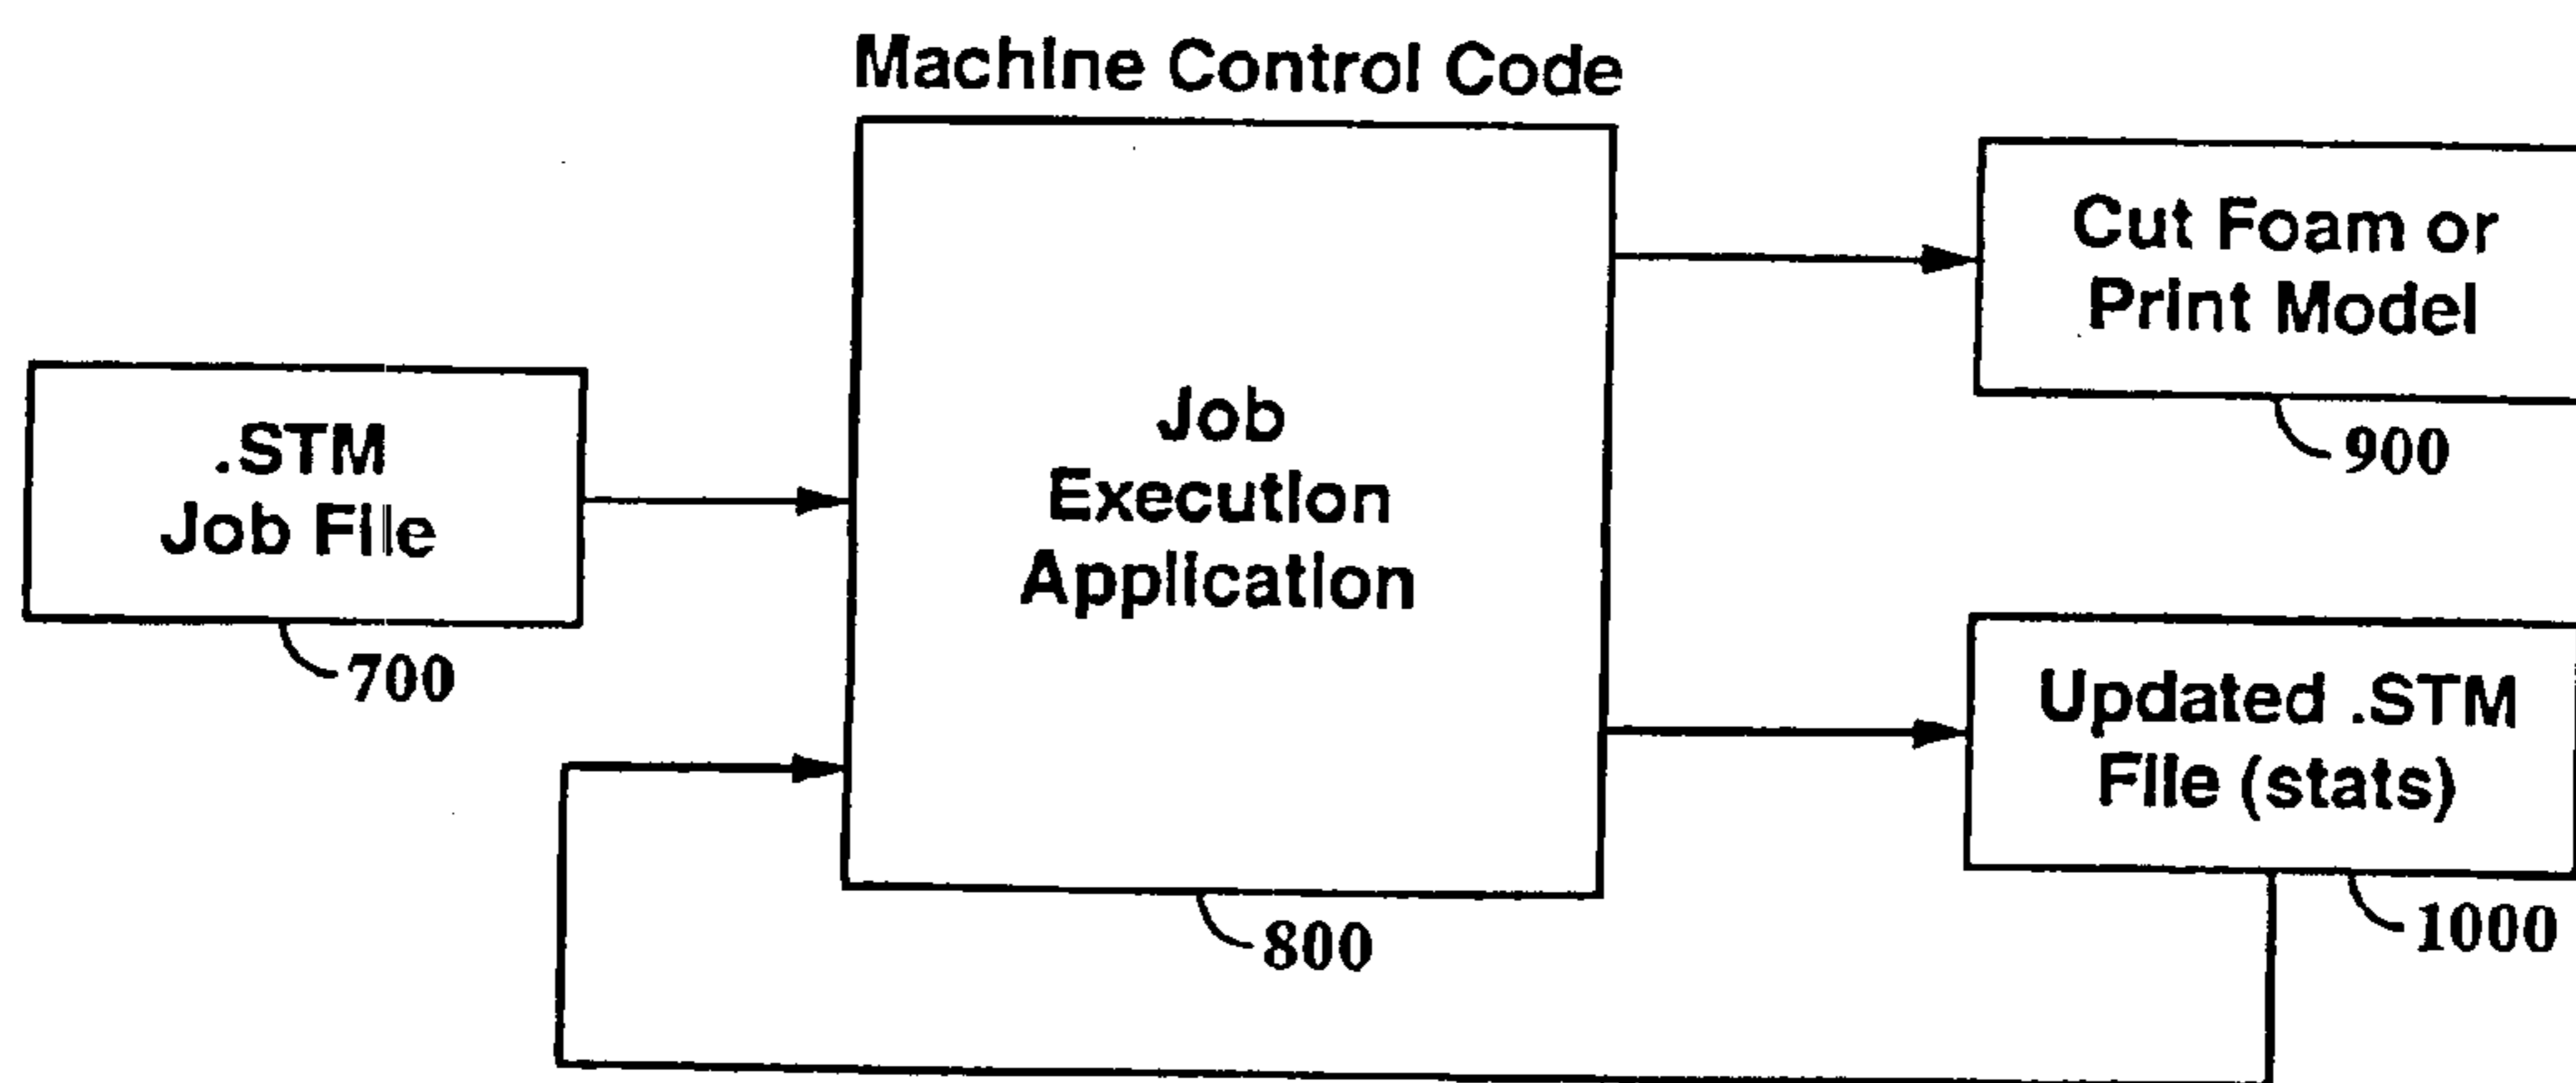 Machine Control Code
Cut Foam or
Print Model
900
.STM
Job File
700
Job
Execution
Application
800
Updated .STM
File (stats)
1000